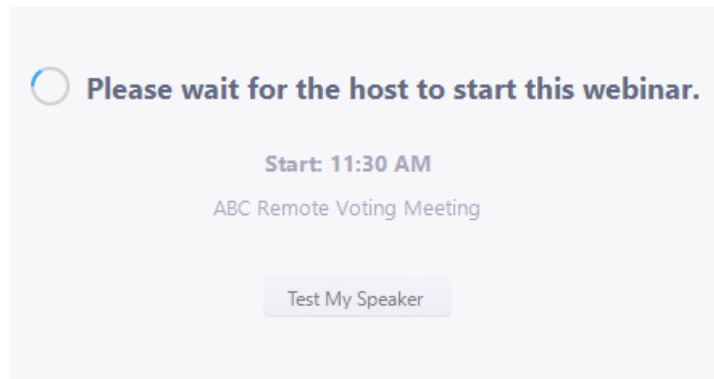 Please wait for the host to start this webinar.
Start: 11:30 AM
ABC Remote Voting Meeting
Test My Speaker